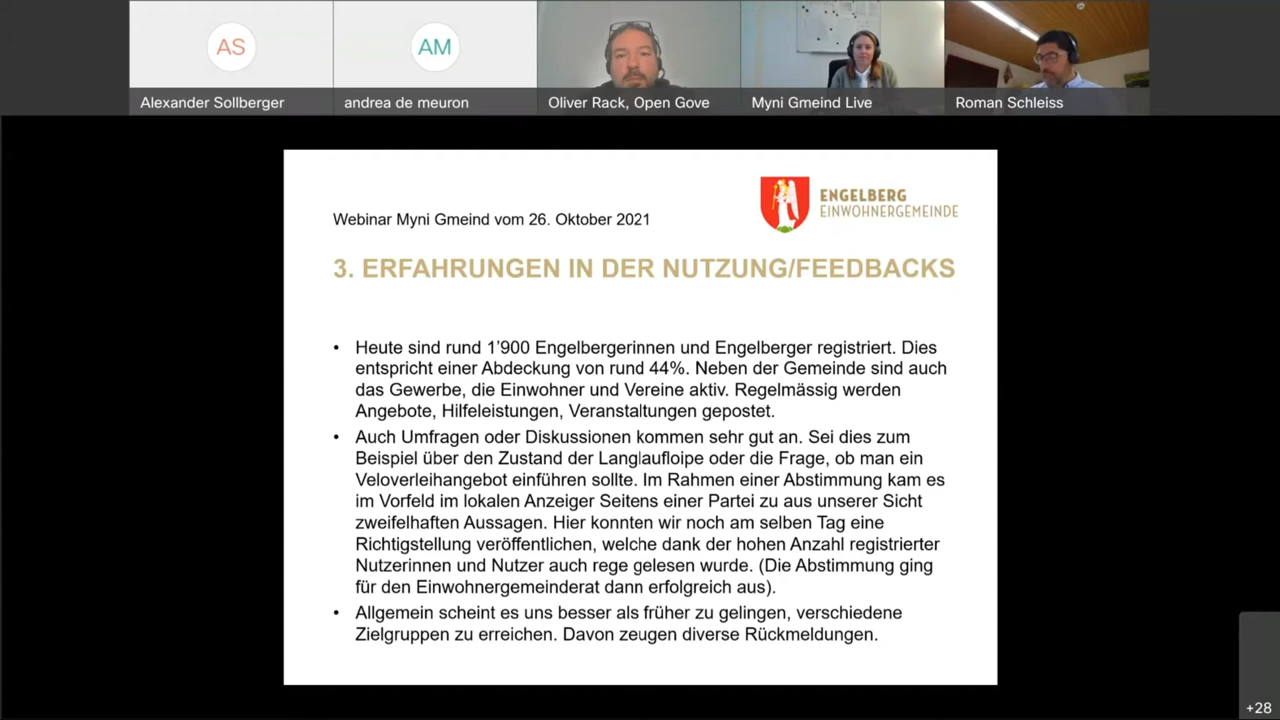 AS
AM
Alexander Sollberger
andrea de meuron
Oliver Rack, Open Gove
Myni Gmeind Live
Roman Schleiss
ENGELBERG
EINWOHNERGEMEINDE
Webinar Myni Gmeind vom 26. Oktober 2021
3. ERFAHRUNGEN IN DER NUTZUNG/FEEDBACKS
• Heute sind rund 1'900 Engelbergerinnen und Engelberger registriert. Dies
entspricht einer Abdeckung von rund 44%. Neben der Gemeinde sind auch
das Gewerbe, die Einwohner und Vereine aktiv. Regelmässig werden
Angebote, Hilfeleistungen, Veranstaltungen gepostet.
• Auch Umfragen oder Diskussionen kommen sehr gut an. Sei dies zum
Beispiel über den Zustand der Langlaufloipe oder die Frage, ob man ein
Veloverleihangebot einführen sollte. Im Rahmen einer Abstimmung kam es
im Vorfeld im lokalen Anzeiger Seitens einer Partei zu aus unserer Sicht
zweifelhaften Aussagen. Hier konnten wir noch am selben Tag eine
Richtigstellung veröffentlichen, welche dank der hohen Anzahl registrierter
Nutzerinnen und Nutzer auch rege gelesen wurde. (Die Abstimmung ging
für den Einwohnergemeinderat dann erfolgreich aus).
• Allgemein scheint es uns besser als früher zu gelingen, verschiedene
Zielgruppen zu erreichen. Davon zeugen diverse Rückmeldungen.
+28